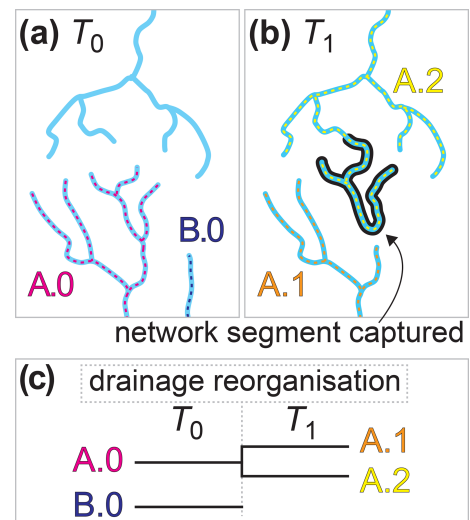 (a) T₀
(b) T₁
A.2
B.0
A.0
A.1
network segment captured
(c)
drainage reorganisation
T₀ T₁
A.0
A.1
A.2
B.0